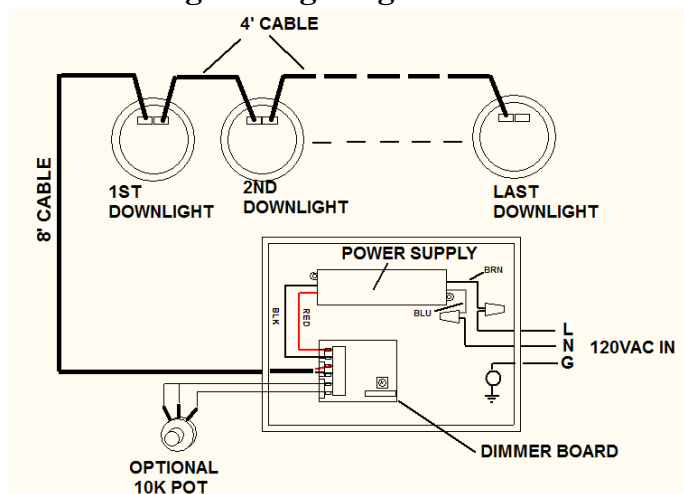 4' CABLE
8' CABLE
1ST
DOWNLIGHT
2ND
DOWNLIGHT
LAST
DOWNLIGHT
POWER SUPPLY
BRN
BLU
BLK
RED
L
N
G
120VAC IN
DIMMER BOARD
OPTIONAL
10K POT